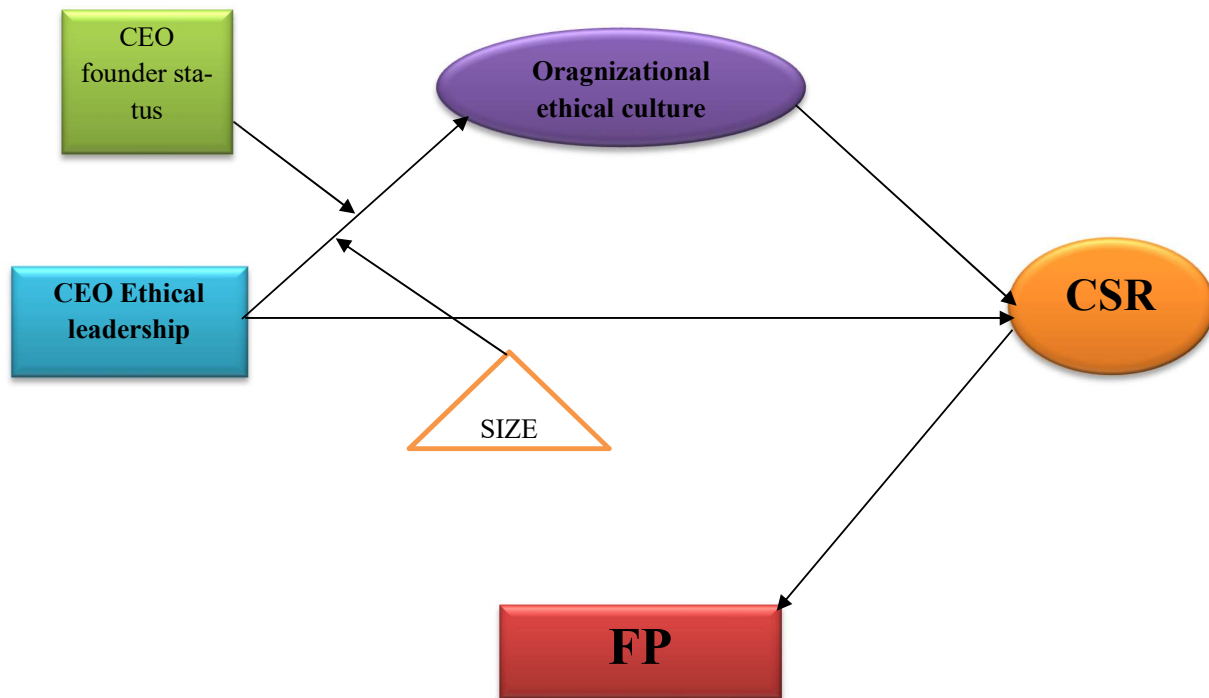 CEO
founder sta-
tus
Oragnizational
ethical culture
CEO Ethical
leadership
CSR
SIZE
FP